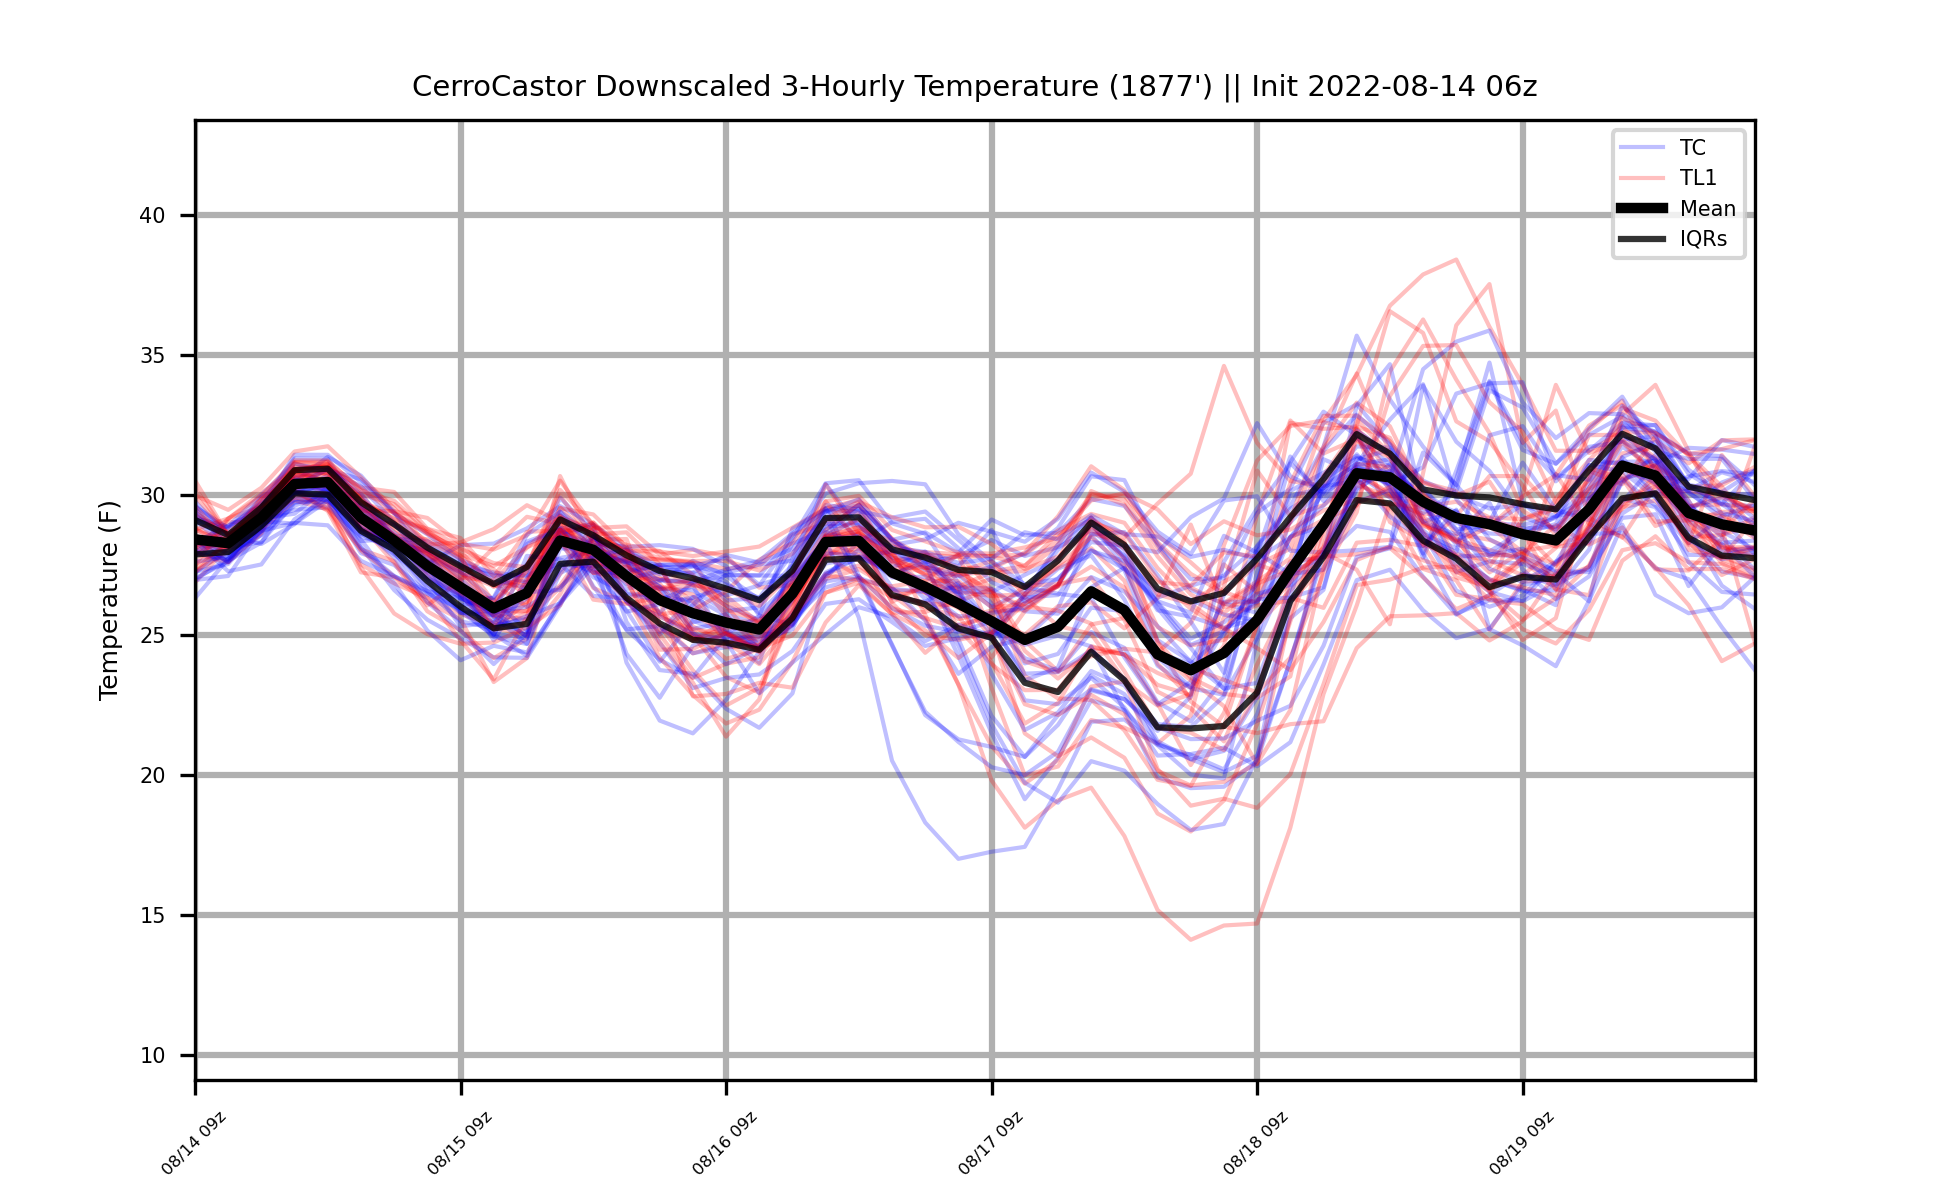 CerroCastor Downscaled 3-Hourly Temperature (1877') || Init 2022-08-14 06z
TC
TL1
Mean
IQRs
Temperature (F)
40
35
30
25
20
15
10
08/14 09z
08/15 09z
08/16 09z
08/17 09z
08/18 09z
08/19 09z